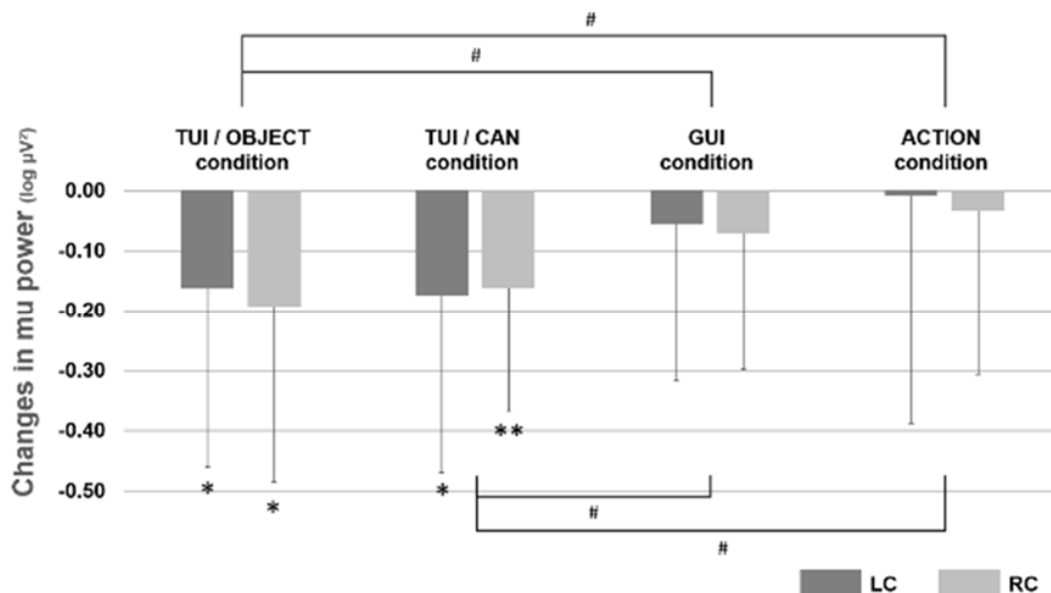 #
#
TUI / OBJECT
condition
TUI / CAN
condition
GUI
condition
ACTION
condition
Changes in mu power (log µV²)
0.00
-0.10
-0.20
-0.30
-0.40
-0.50
*
*
*
**
#
#
LC
RC